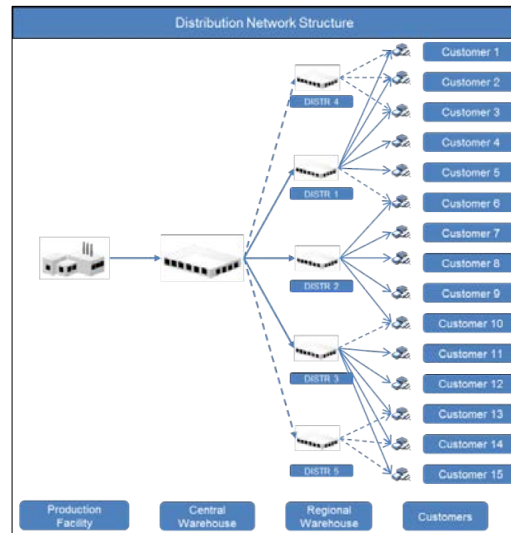 Distribution Network Structure
Customer 1
Customer 2
DISTR 4
Customer 3
Customer 4
Customer 5
DISTR 1
Customer 6
Customer 7
Customer 8
DISTR 2
Customer 9
Customer 10
Customer 11
DISTR 3
Customer 12
Customer 13
Customer 14
DISTR 5
Customer 15
Production
Facility
Central
Warehouse
Regional
Warehouse
Customers